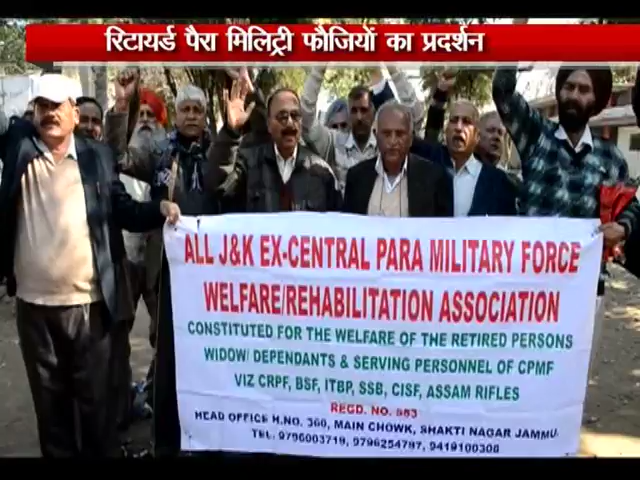 रिटायर्ड पैरा मिलिट्री फौजियों का प्रदर्शन
ALL J&K EX-CENTRAL PARA MILITARY FORCE
WELFARE/REHABILITATION ASSOCIATION
CONSTITUTED FOR THE WELFARE OF THE RETIRED PERSONS
WIDOW/ DEPENDANTS & SERVING PERSONNEL OF CPMF
VIZ CRPF, BSF, ITBP, SSB, CISF, ASSAM RIFLES
REGD. NO.
HEAD OFFICE H.NO. 360, MAIN CHOWK, SHAKTI NAGAR JAMMU
TEL: 9796003719, 9796254787, 9419100308